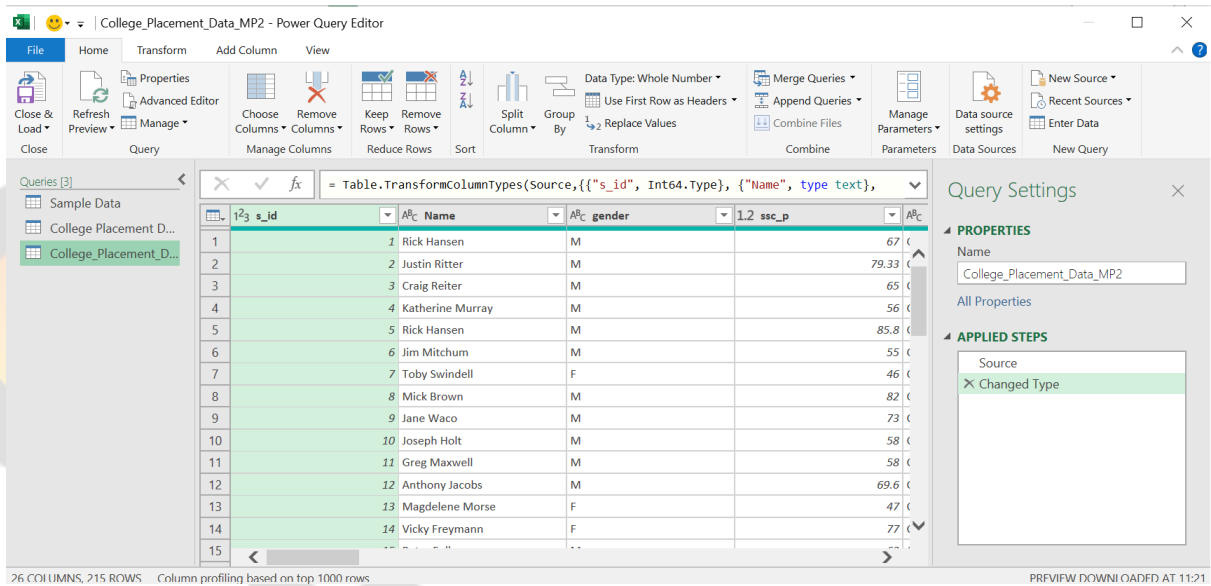 College_Placement_Data_MP2 - Power Query Editor
File Home Transform Add Column View
Close & Load
Close
Refresh Preview
Properties
Advanced Editor
Manage
Query
Choose Columns
Remove Columns
Manage Columns
Keep Rows
Remove Rows
Reduce Rows
Sort
Split Column
Group By
Data Type: Whole Number
Use First Row as Headers
Replace Values
Transform
Merge Queries
Append Queries
Combine Files
Combine
Manage Parameters
Parameters
Data source settings
Data Sources
New Source
Recent Sources
Enter Data
New Query
Queries [3]
Sample Data
College Placement D...
College_Placement_D...
fx = Table.TransformColumnTypes(Source,{{"s_id", Int64.Type}, {"Name", type text},
123 s_id ABC Name ABC gender 1.2 ssc_p ABC
1 1 Rick Hansen M 67
2 2 Justin Ritter M 79.33
3 3 Craig Reiter M 65
4 4 Katherine Murray M 56
5 5 Rick Hansen M 85.8
6 6 Jim Mitchum M 55
7 7 Toby Swindell F 46
8 8 Mick Brown M 82
9 9 Jane Waco M 73
10 10 Joseph Holt M 58
11 11 Greg Maxwell M 58
12 12 Anthony Jacobs M 69.6
13 13 Magdelene Morse F 47
14 14 Vicky Freymann F 77
15
Query Settings
PROPERTIES
Name
College_Placement_Data_MP2
All Properties
APPLIED STEPS
Source
Changed Type
26 COLUMNS, 215 ROWS Column profiling based on top 1000 rows PREVIEW DOWNLOADED AT 11:21